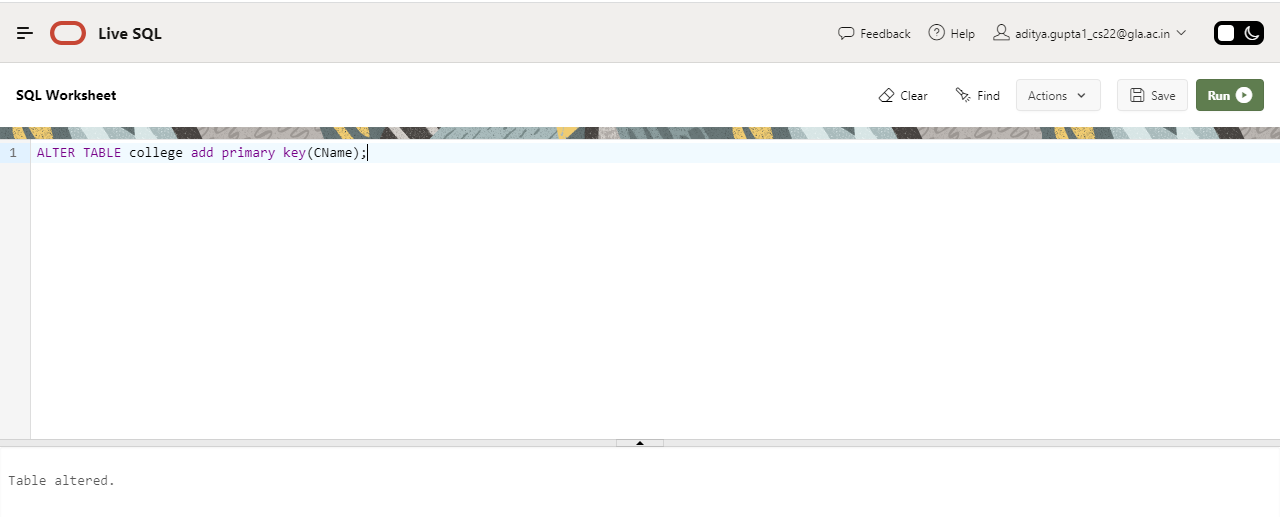 Live SQL
Feedback
Help
aditya.gupta1_cs22@gla.ac.in
SQL Worksheet
Clear
Find
Actions
Save
Run
1 ALTER TABLE college add primary key(CName);
Table altered.